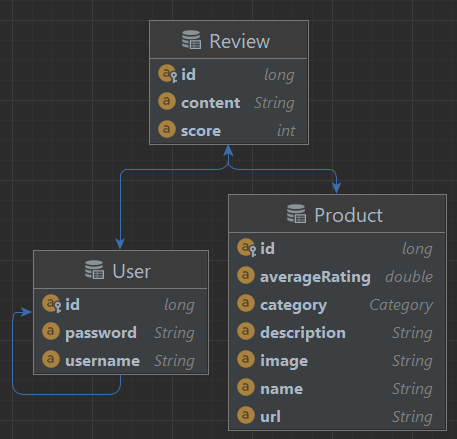 Review
id long
content String
score int
Product
id long
averageRating double
category Category
description String
image String
name String
url String
User
id long
password String
username String